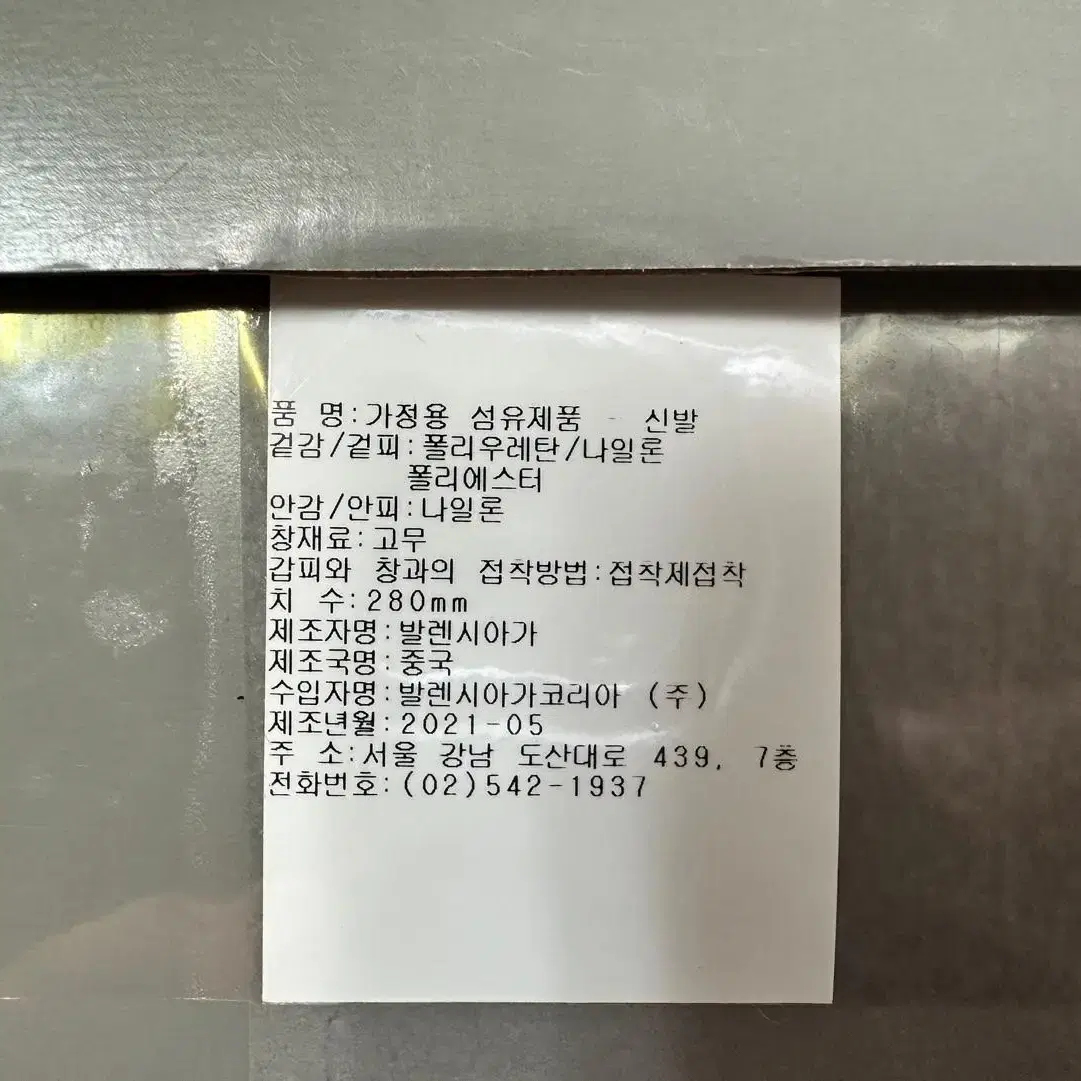 품 명:가정용 섬유제품 - 신발
겉감/겉피:폴리우레탄/나일론
폴리에스터
안감/안피:나일론
창재료:고무
갑피와 창과의 접착방법:접착제접착
치 수:280mm
제조자명:발렌시아가
제조국명:중국
수입자명:발렌시아가코리아 (주)
제조년월:2021-05
주 소:서울 강남 도산대로 439, 7층
전화번호:(02)542-1937